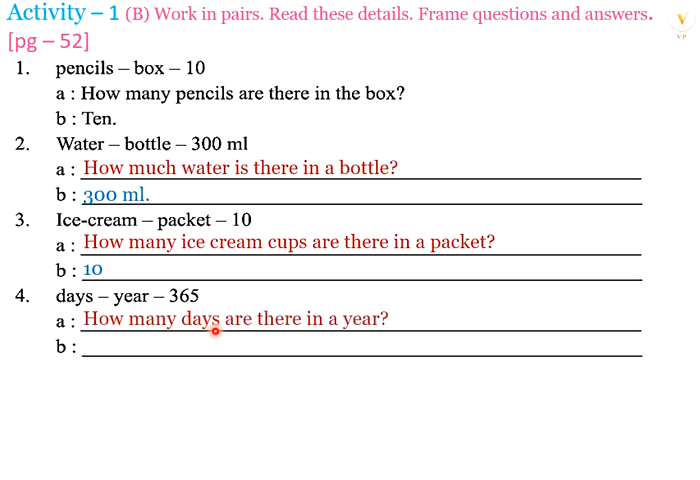 Activity – 1 (B) Work in pairs. Read these details. Frame questions and answers.
[pg – 52]
V
VP
1. pencils – box – 10
a : How many pencils are there in the box?
b : Ten.
2. Water – bottle – 300 ml
a : How much water is there in a bottle?
b : 300 ml.
3. Ice-cream – packet – 10
a : How many ice cream cups are there in a packet?
b : 10
4. days – year – 365
a : How many days are there in a year?
b :